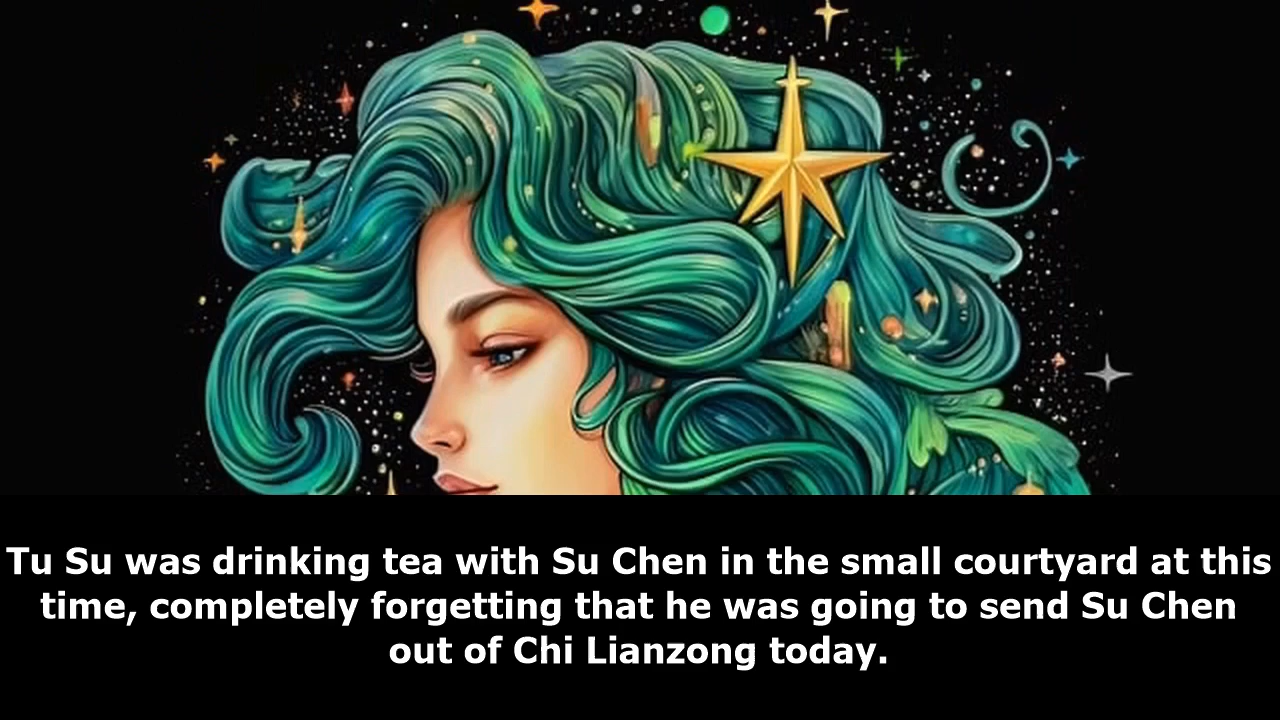 Tu Su was drinking tea with Su Chen in the small courtyard at this
time, completely forgetting that he was going to send Su Chen
out of Chi Lianzong today.